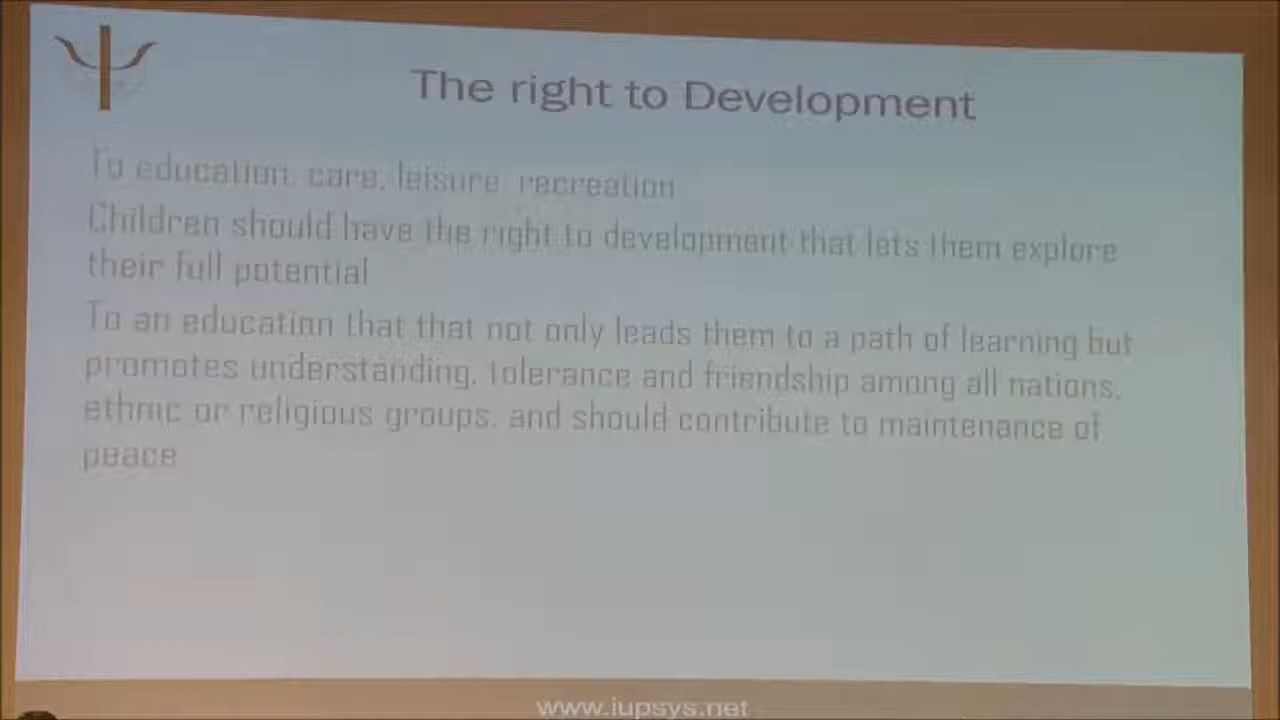 The right to Development
To education, care, leisure, recreation
Children should have the right to development that lets them explore
their full potential
To an education that that not only leads them to a path of learning but
promotes understanding, tolerance and friendship among all nations,
ethnic or religious groups, and should contribute to maintenance of
peace
www.iupsys.net